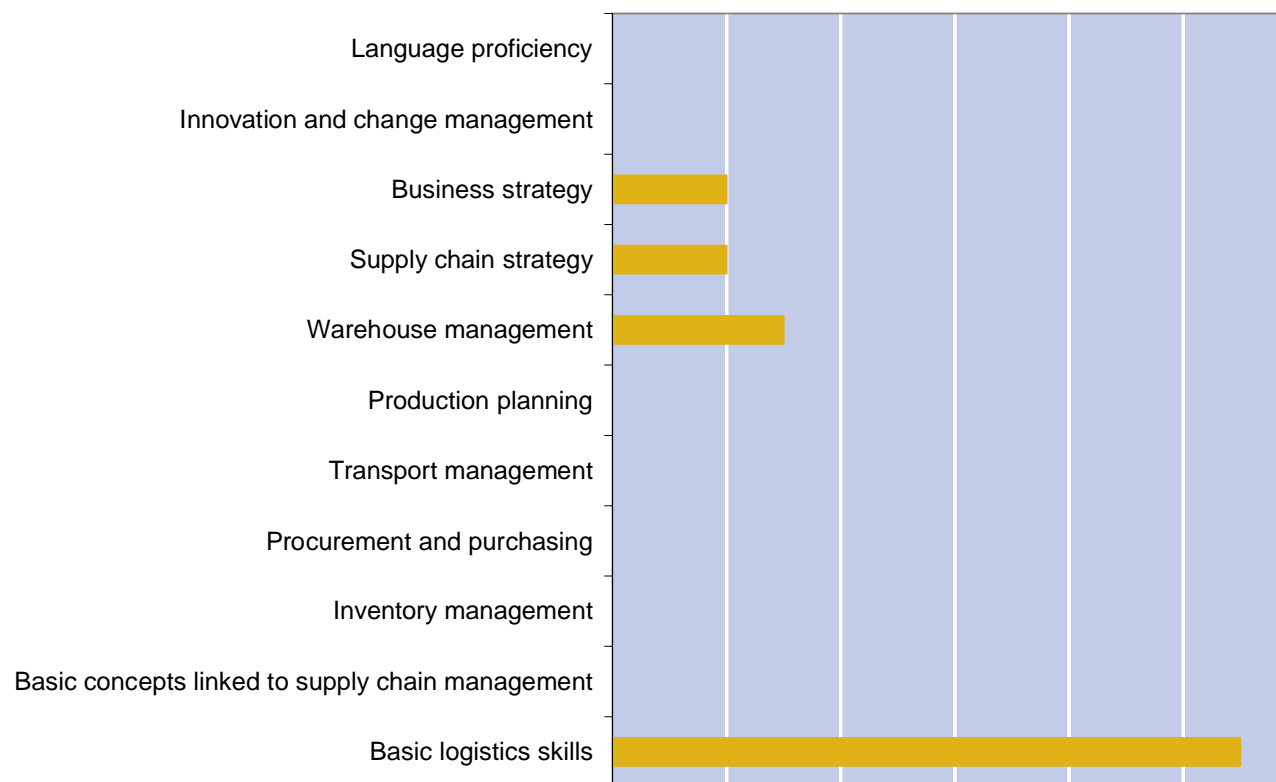 Language proficiency
Innovation and change management
Business strategy
Supply chain strategy
Warehouse management
Production planning
Transport management
Procurement and purchasing
Inventory management
Basic concepts linked to supply chain management
Basic logistics skills